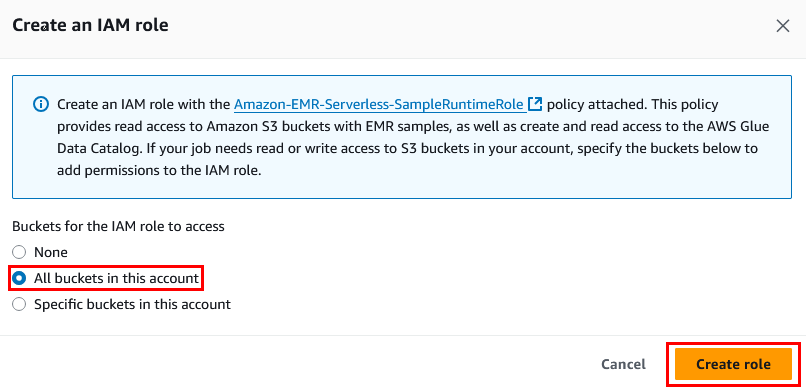 Create an IAM role
Create an IAM role with the Amazon-EMR-Serverless-SampleRuntimeRole policy attached. This policy
provides read access to Amazon S3 buckets with EMR samples, as well as create and read access to the AWS Glue
Data Catalog. If your job needs read or write access to S3 buckets in your account, specify the buckets below to
add permissions to the IAM role.
Buckets for the IAM role to access
None
All buckets in this account
Specific buckets in this account
Cancel Create role